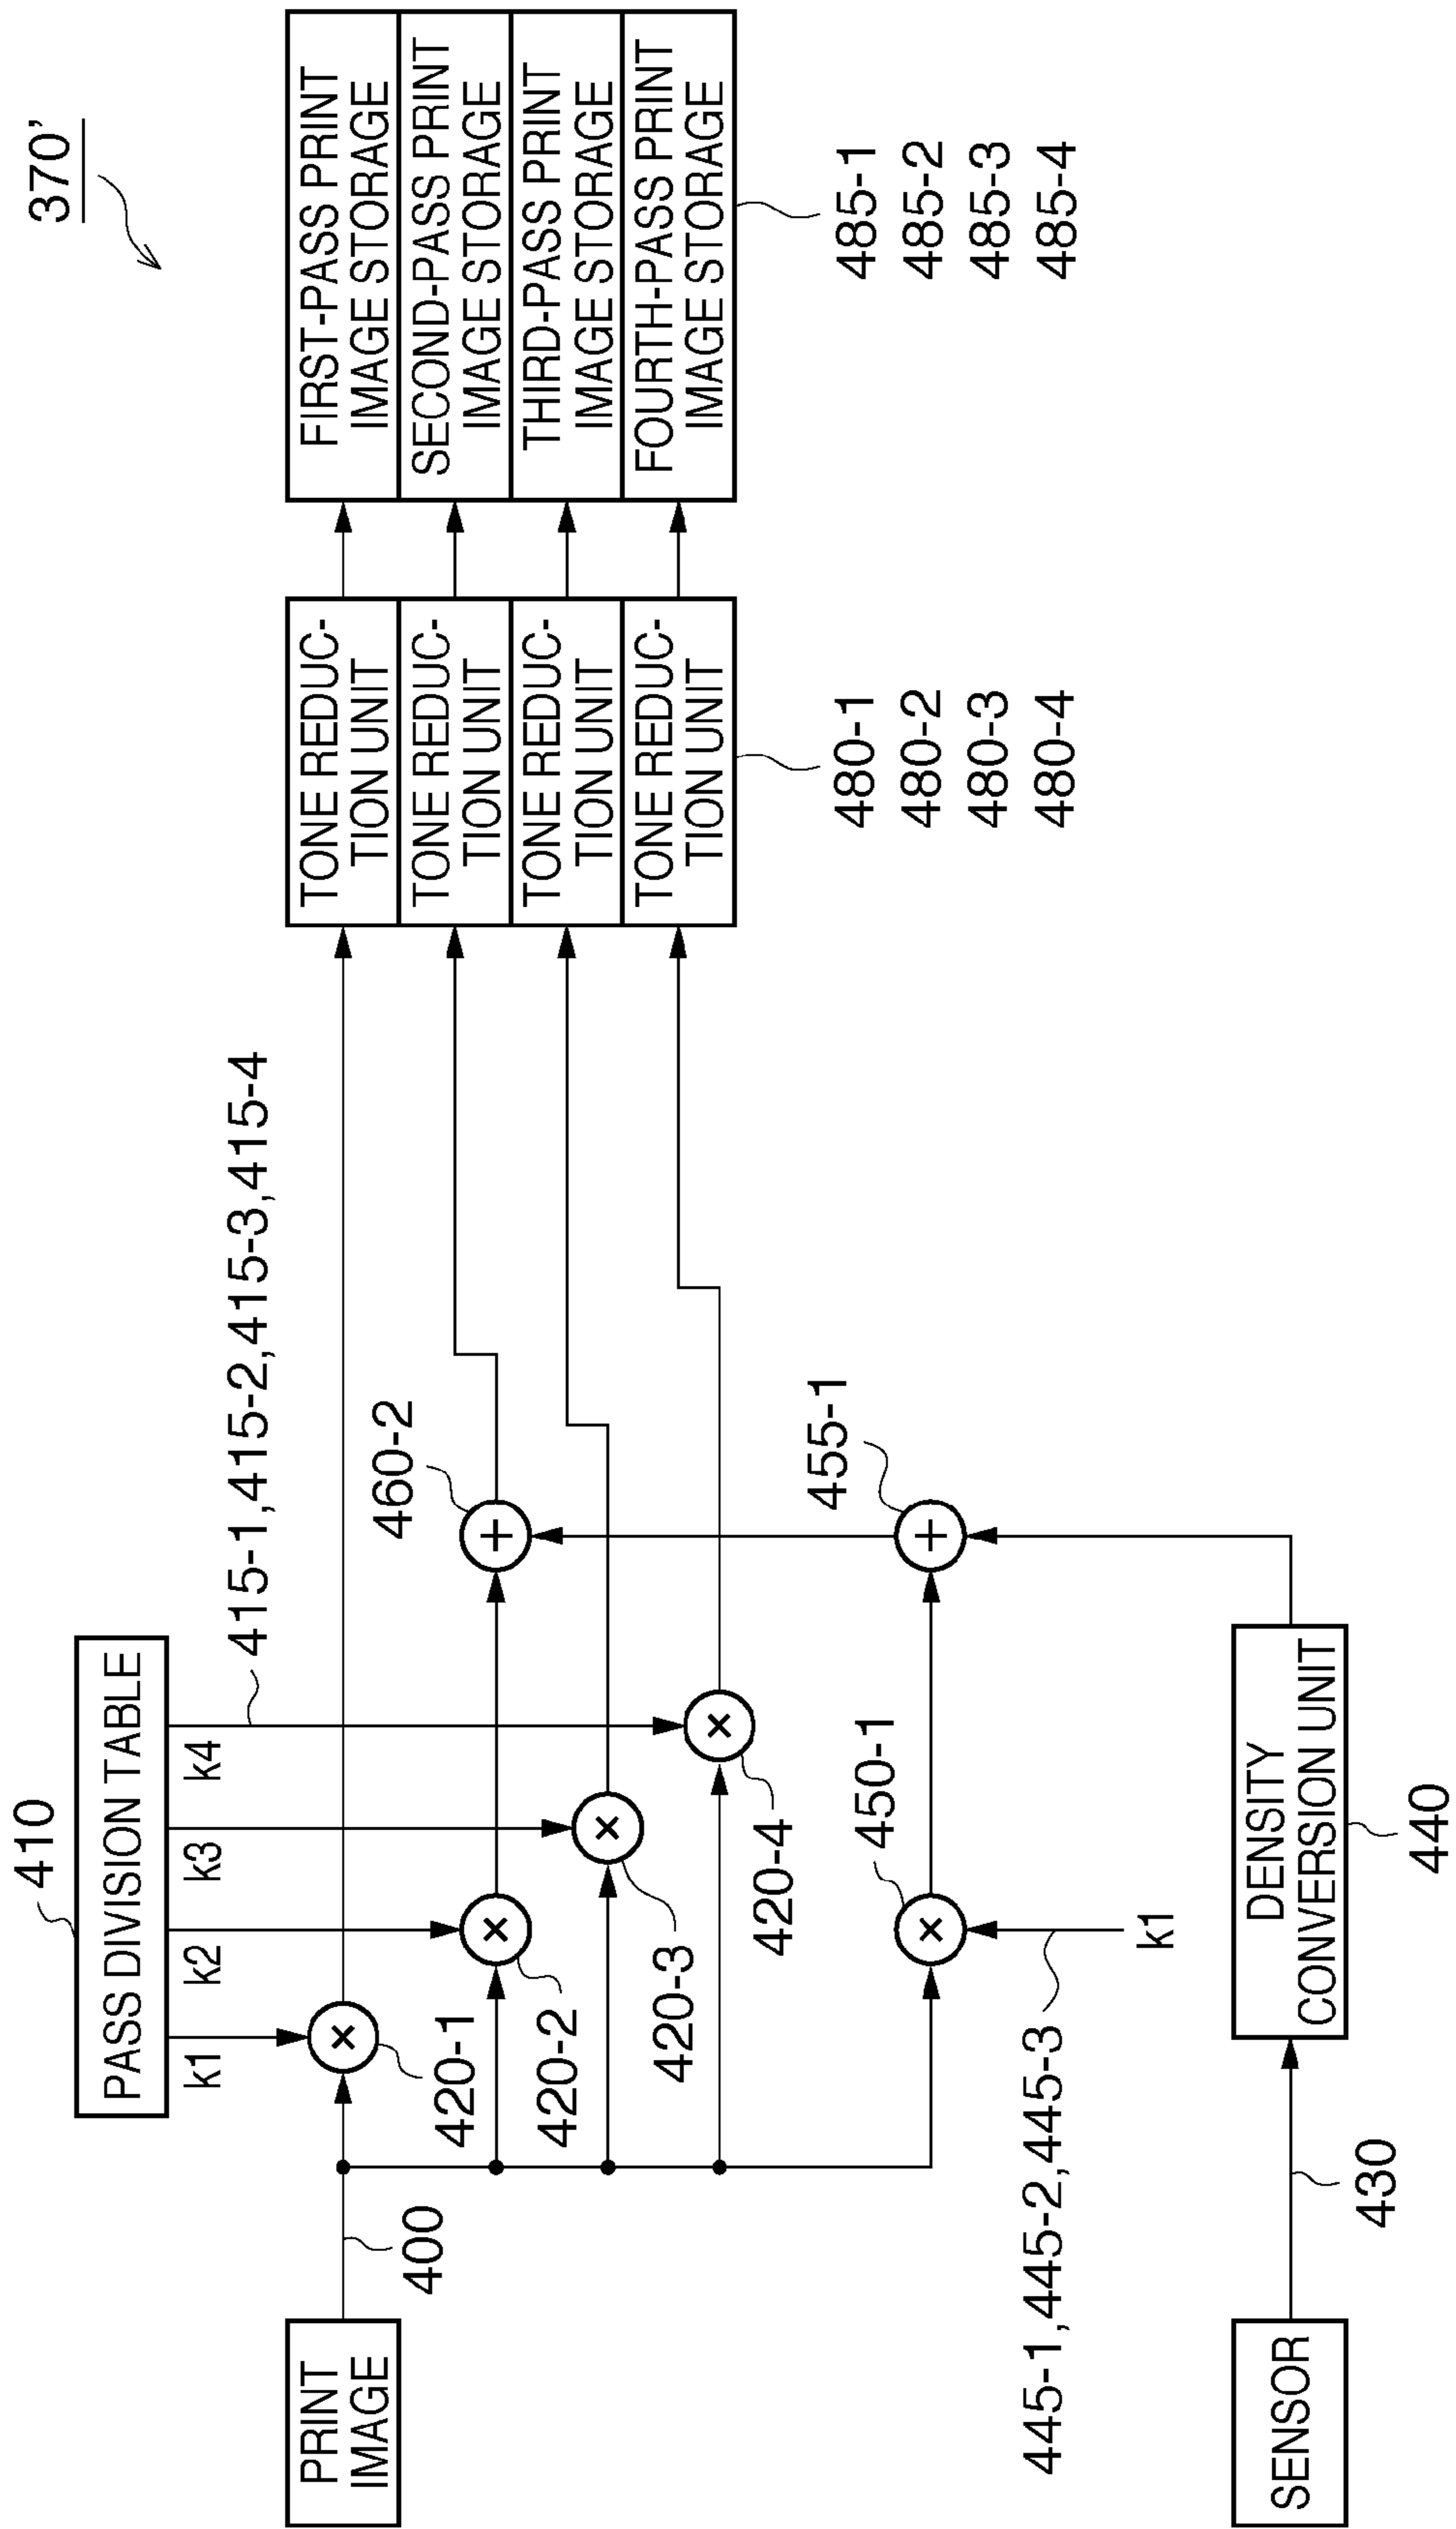 370'
410
PASS DIVISION TABLE
k1
k2
k3
k4
415-1,415-2,415-3,415-4
PRINT
IMAGE
400
420-1
420-2
420-3
420-4
460-2
TONE REDUC-
TION UNIT
TONE REDUC-
TION UNIT
TONE REDUC-
TION UNIT
TONE REDUC-
TION UNIT
480-1
480-2
480-3
480-4
FIRST-PASS PRINT
IMAGE STORAGE
SECOND-PASS PRINT
IMAGE STORAGE
THIRD-PASS PRINT
IMAGE STORAGE
FOURTH-PASS PRINT
IMAGE STORAGE
485-1
485-2
485-3
485-4
450-1
455-1
445-1,445-2,445-3
k1
SENSOR
430
DENSITY
CONVERSION UNIT
440